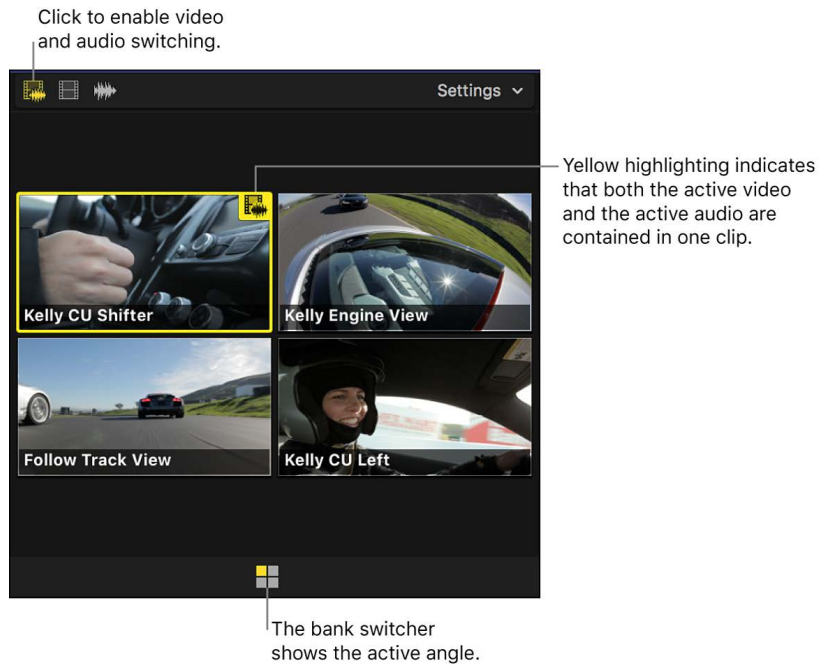 Click to enable video
and audio switching.
Settings
Yellow highlighting indicates
that both the active video
and the active audio are
contained in one clip.
Kelly CU Shifter
Kelly Engine View
Follow Track View
Kelly CU Left
The bank switcher
shows the active angle.